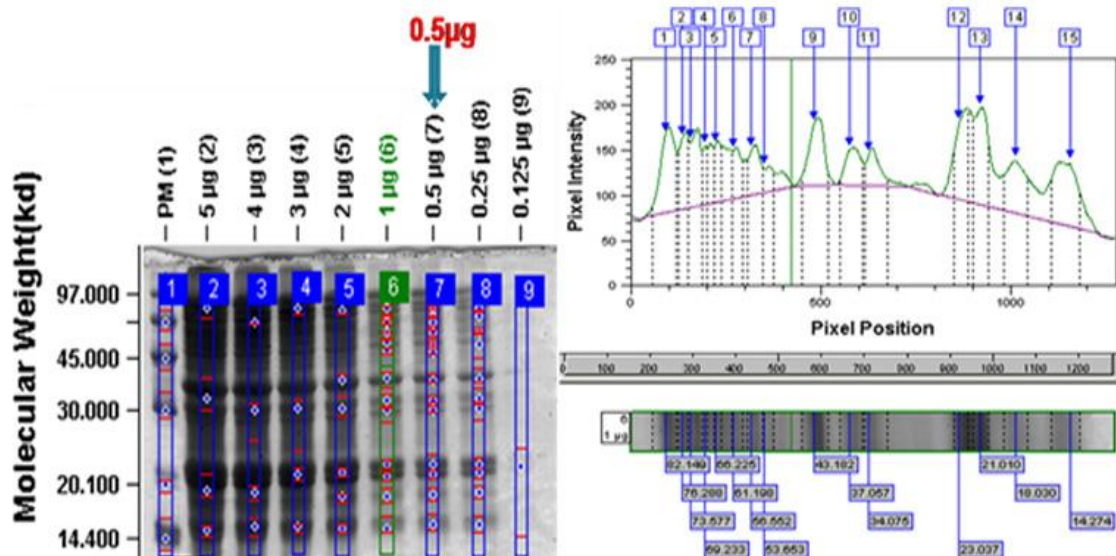 0.5µg
PM (1)
5 µg (2)
4 µg (3)
3 µg (4)
2 µg (5)
1 µg (6)
0.5 µg (7)
0.25 µg (8)
0.125 µg (9)
Molecular Weight(kd)
97.000
45.000
30.000
20.100
14.400
1 2 3 4 5 6 7 8 9
2 4 6 8 10 12 14
1 3 5 7 9 11 13 15
Pixel Intensity
250
200
150
100
50
0
0 500 1000
Pixel Position
0 100 200 300 400 500 600 700 800 900 1000 1100 1200
6
1 µg
82.149 66.225 43.182 21.010
76.288 61.198 37.057 18.030
73.577 56.552 34.075 14.274
69.233 53.653 23.037